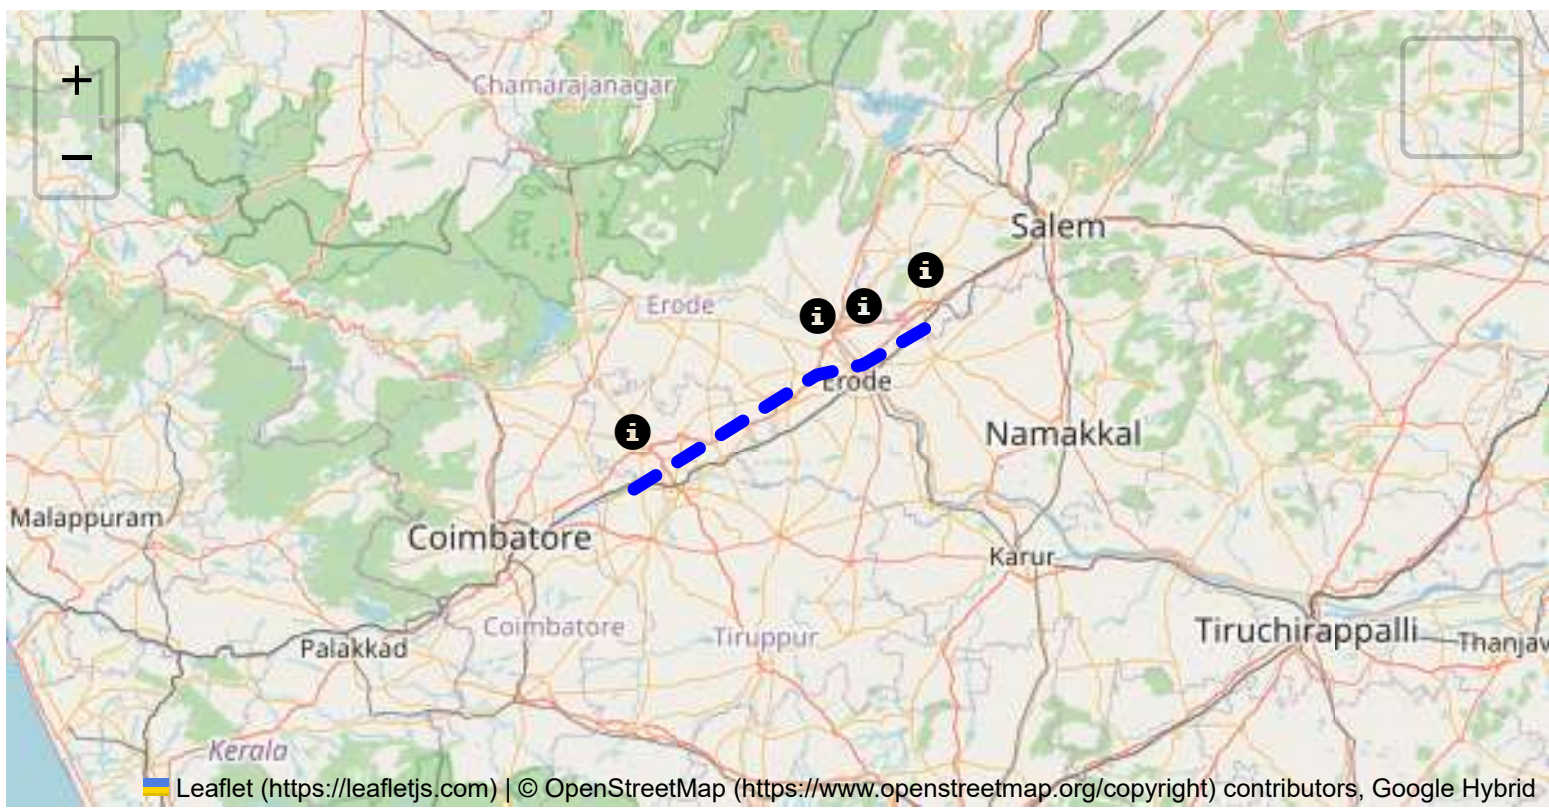 +
−
Chamarajanagar
Salem
Erode
Erode
Namakkal
Malappuram
Coimbatore
Karur
Coimbatore
Tiruppur
Tiruchirappalli
Palakkad
Thanjav
Kerala
Leaflet (https://leafletjs.com) | © OpenStreetMap (https://www.openstreetmap.org/copyright) contributors, Google Hybrid